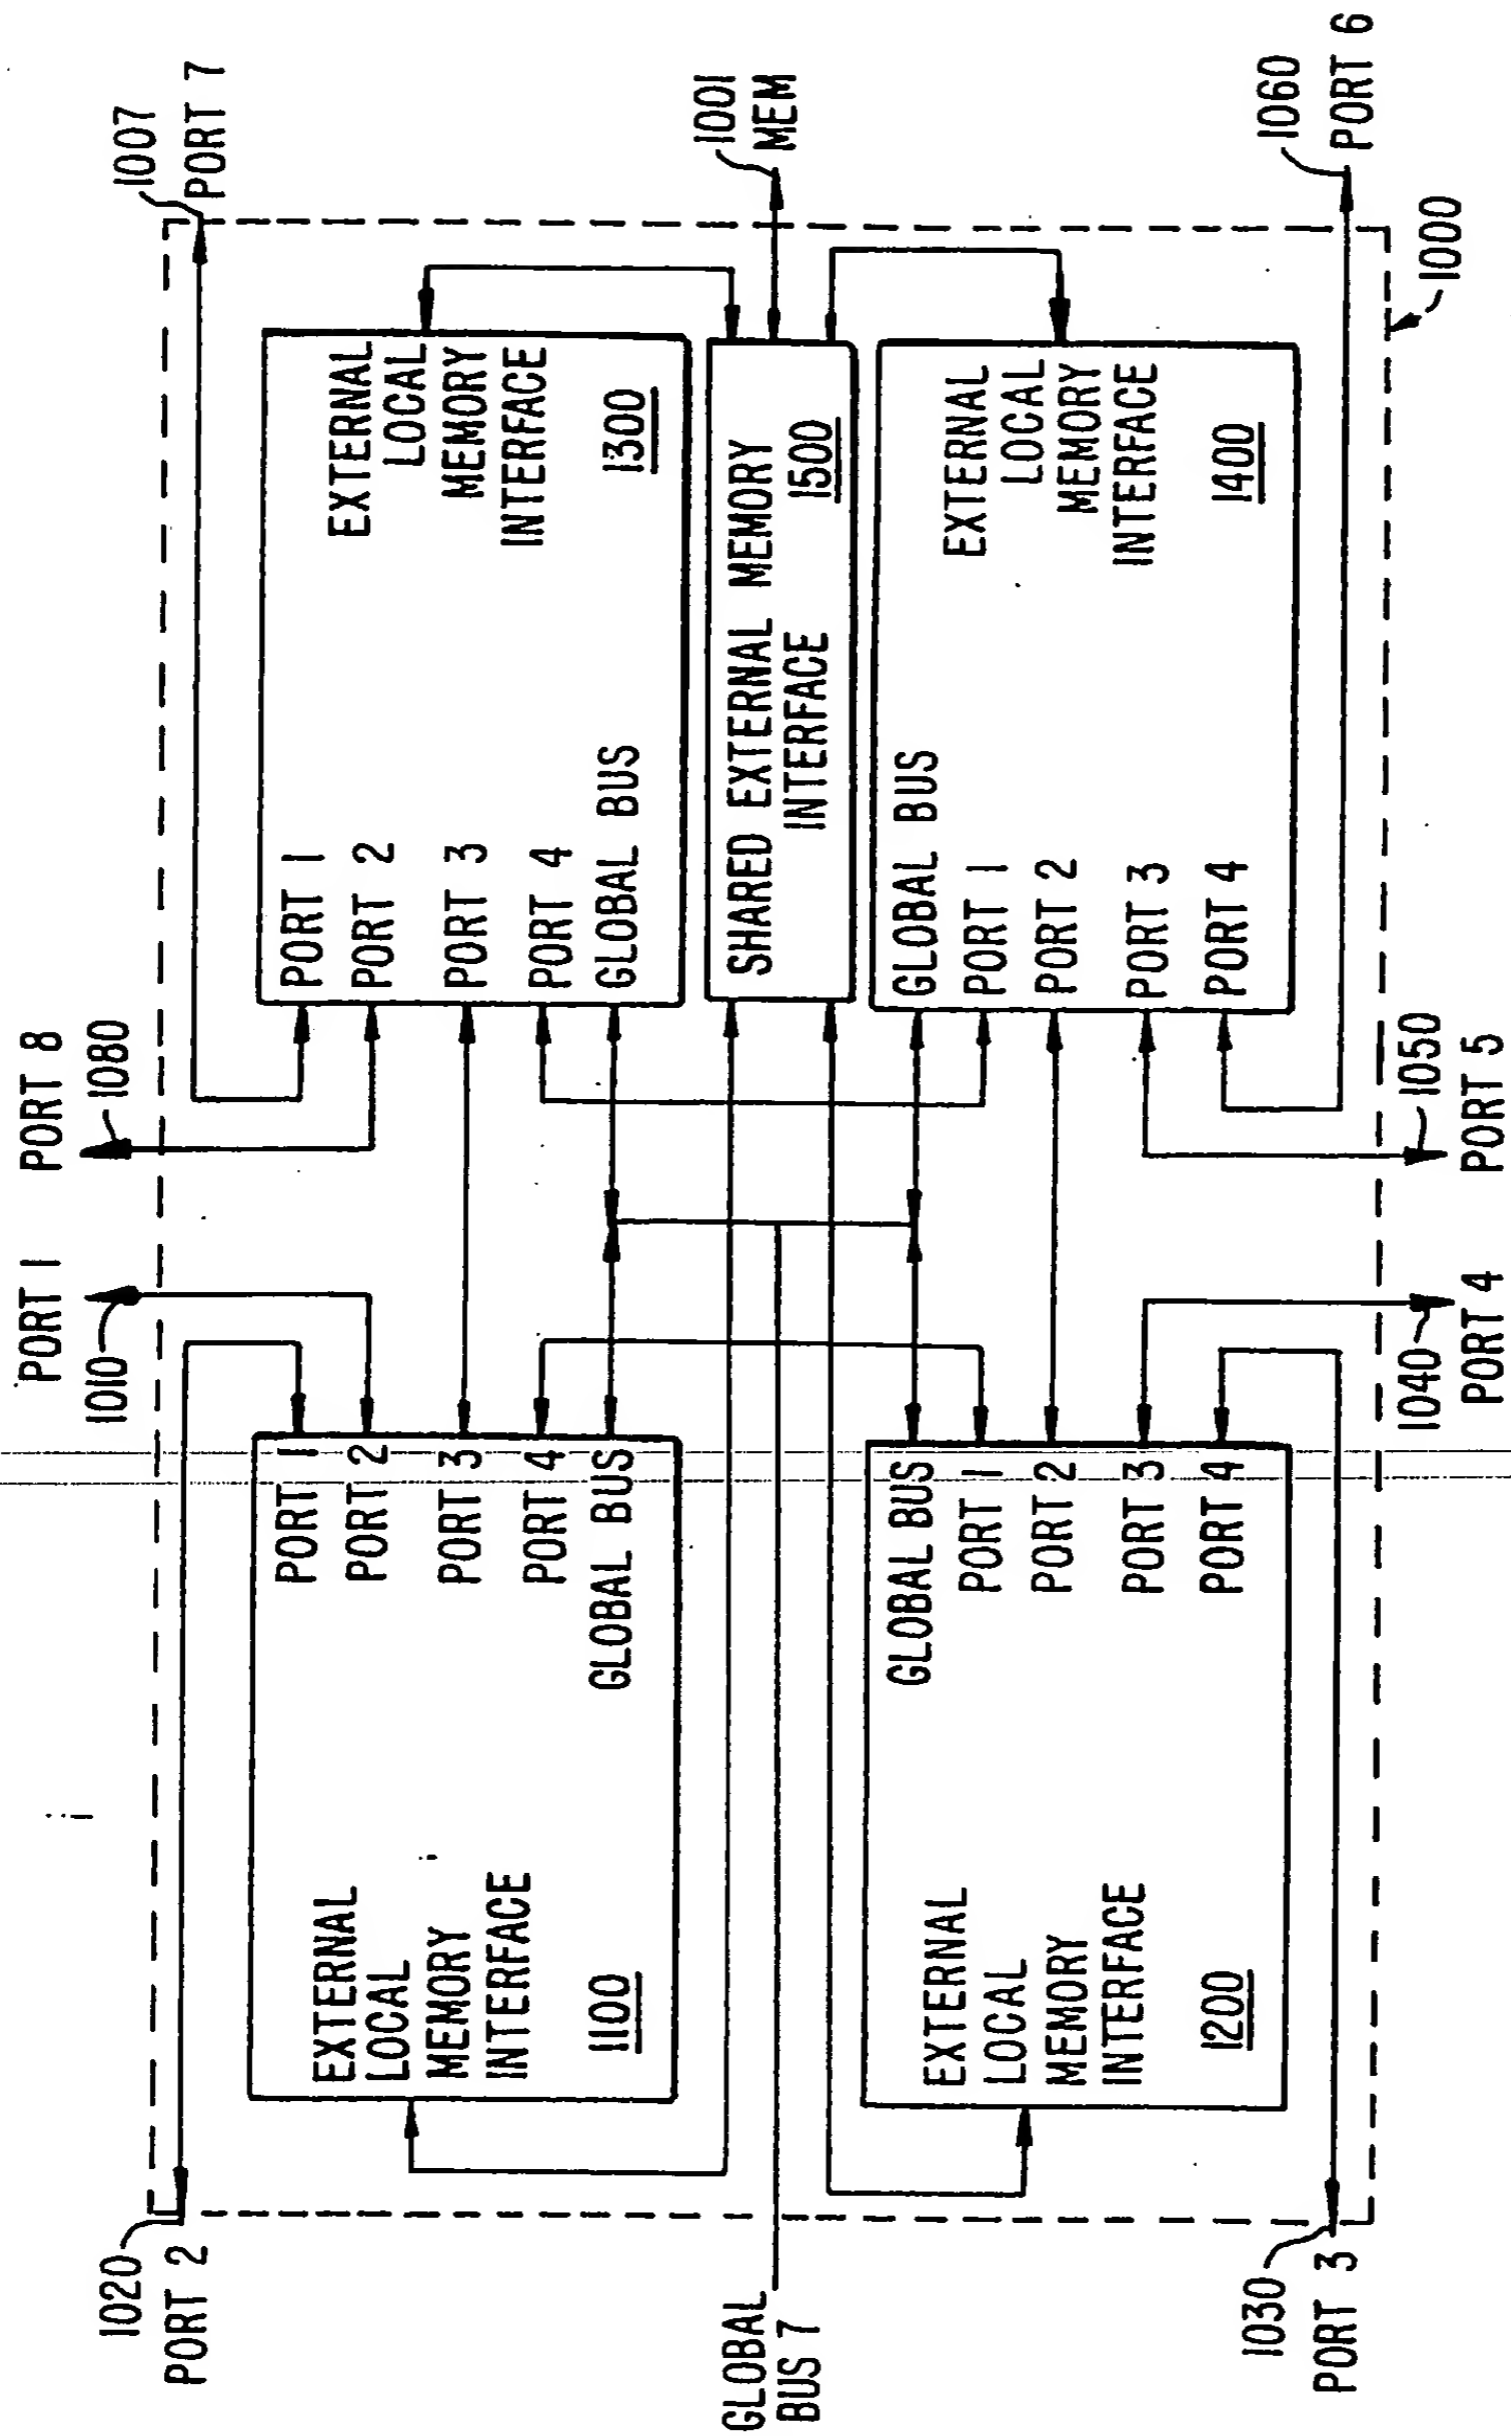 PORT 1
1010
PORT 8
1080
1020
PORT 2
1007
PORT 7
EXTERNAL
LOCAL
MEMORY
INTERFACE
1100
PORT 1
PORT 2
PORT 3
PORT 4
GLOBAL BUS
PORT 1
PORT 2
PORT 3
PORT 4
GLOBAL BUS
EXTERNAL
LOCAL
MEMORY
INTERFACE
1300
GLOBAL
BUS 7
SHARED EXTERNAL MEMORY
INTERFACE
1500
1001
MEM
EXTERNAL
LOCAL
MEMORY
INTERFACE
1200
GLOBAL BUS
PORT 1
PORT 2
PORT 3
PORT 4
GLOBAL BUS
PORT 1
PORT 2
PORT 3
PORT 4
EXTERNAL
LOCAL
MEMORY
INTERFACE
1400
1030
PORT 3
1060
PORT 6
1040
PORT 4
1050
PORT 5
1000